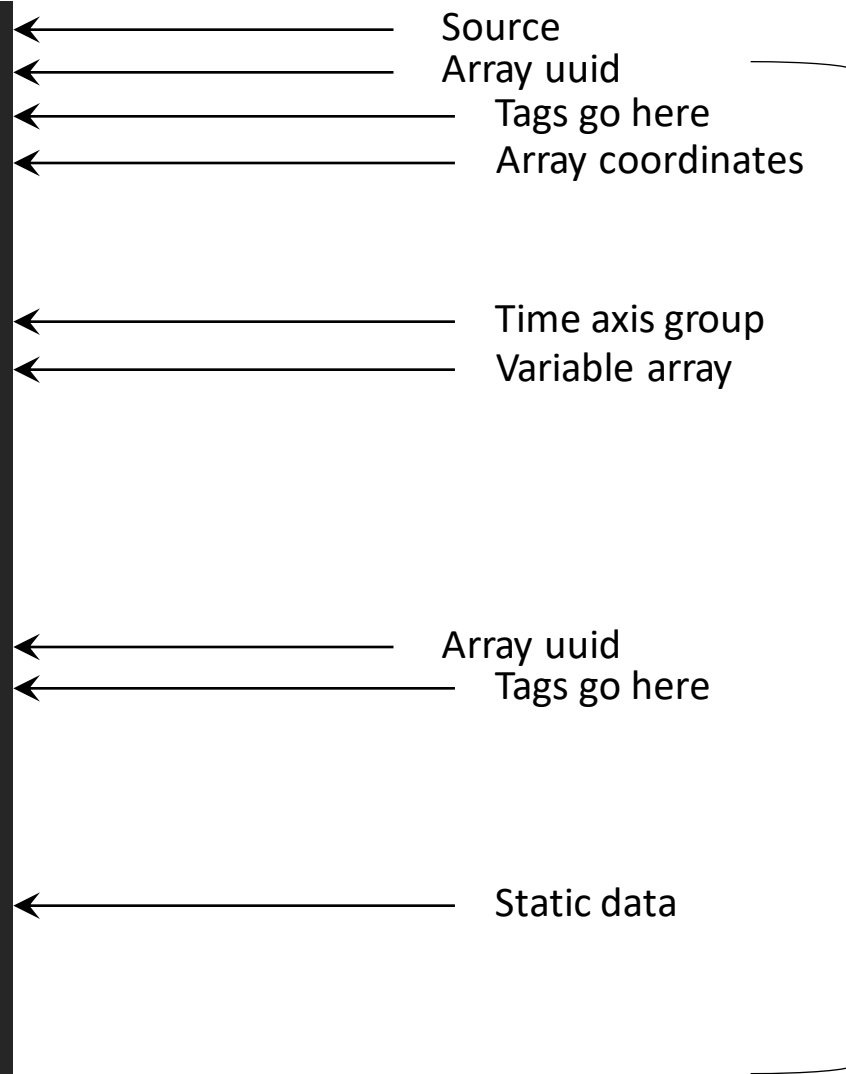 Source
Array uuid
Tags go here
Array coordinates
Time axis group
Variable array
Array uuid
Tags go here
Static data